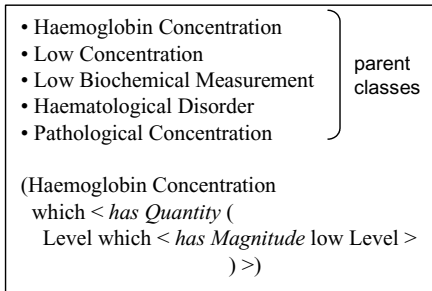 • Haemoglobin Concentration
• Low Concentration
• Low Biochemical Measurement
• Haematological Disorder
• Pathological Concentration
parent
classes
(Haemoglobin Concentration
which < has Quantity (
Level which < has Magnitude low Level >
) >)